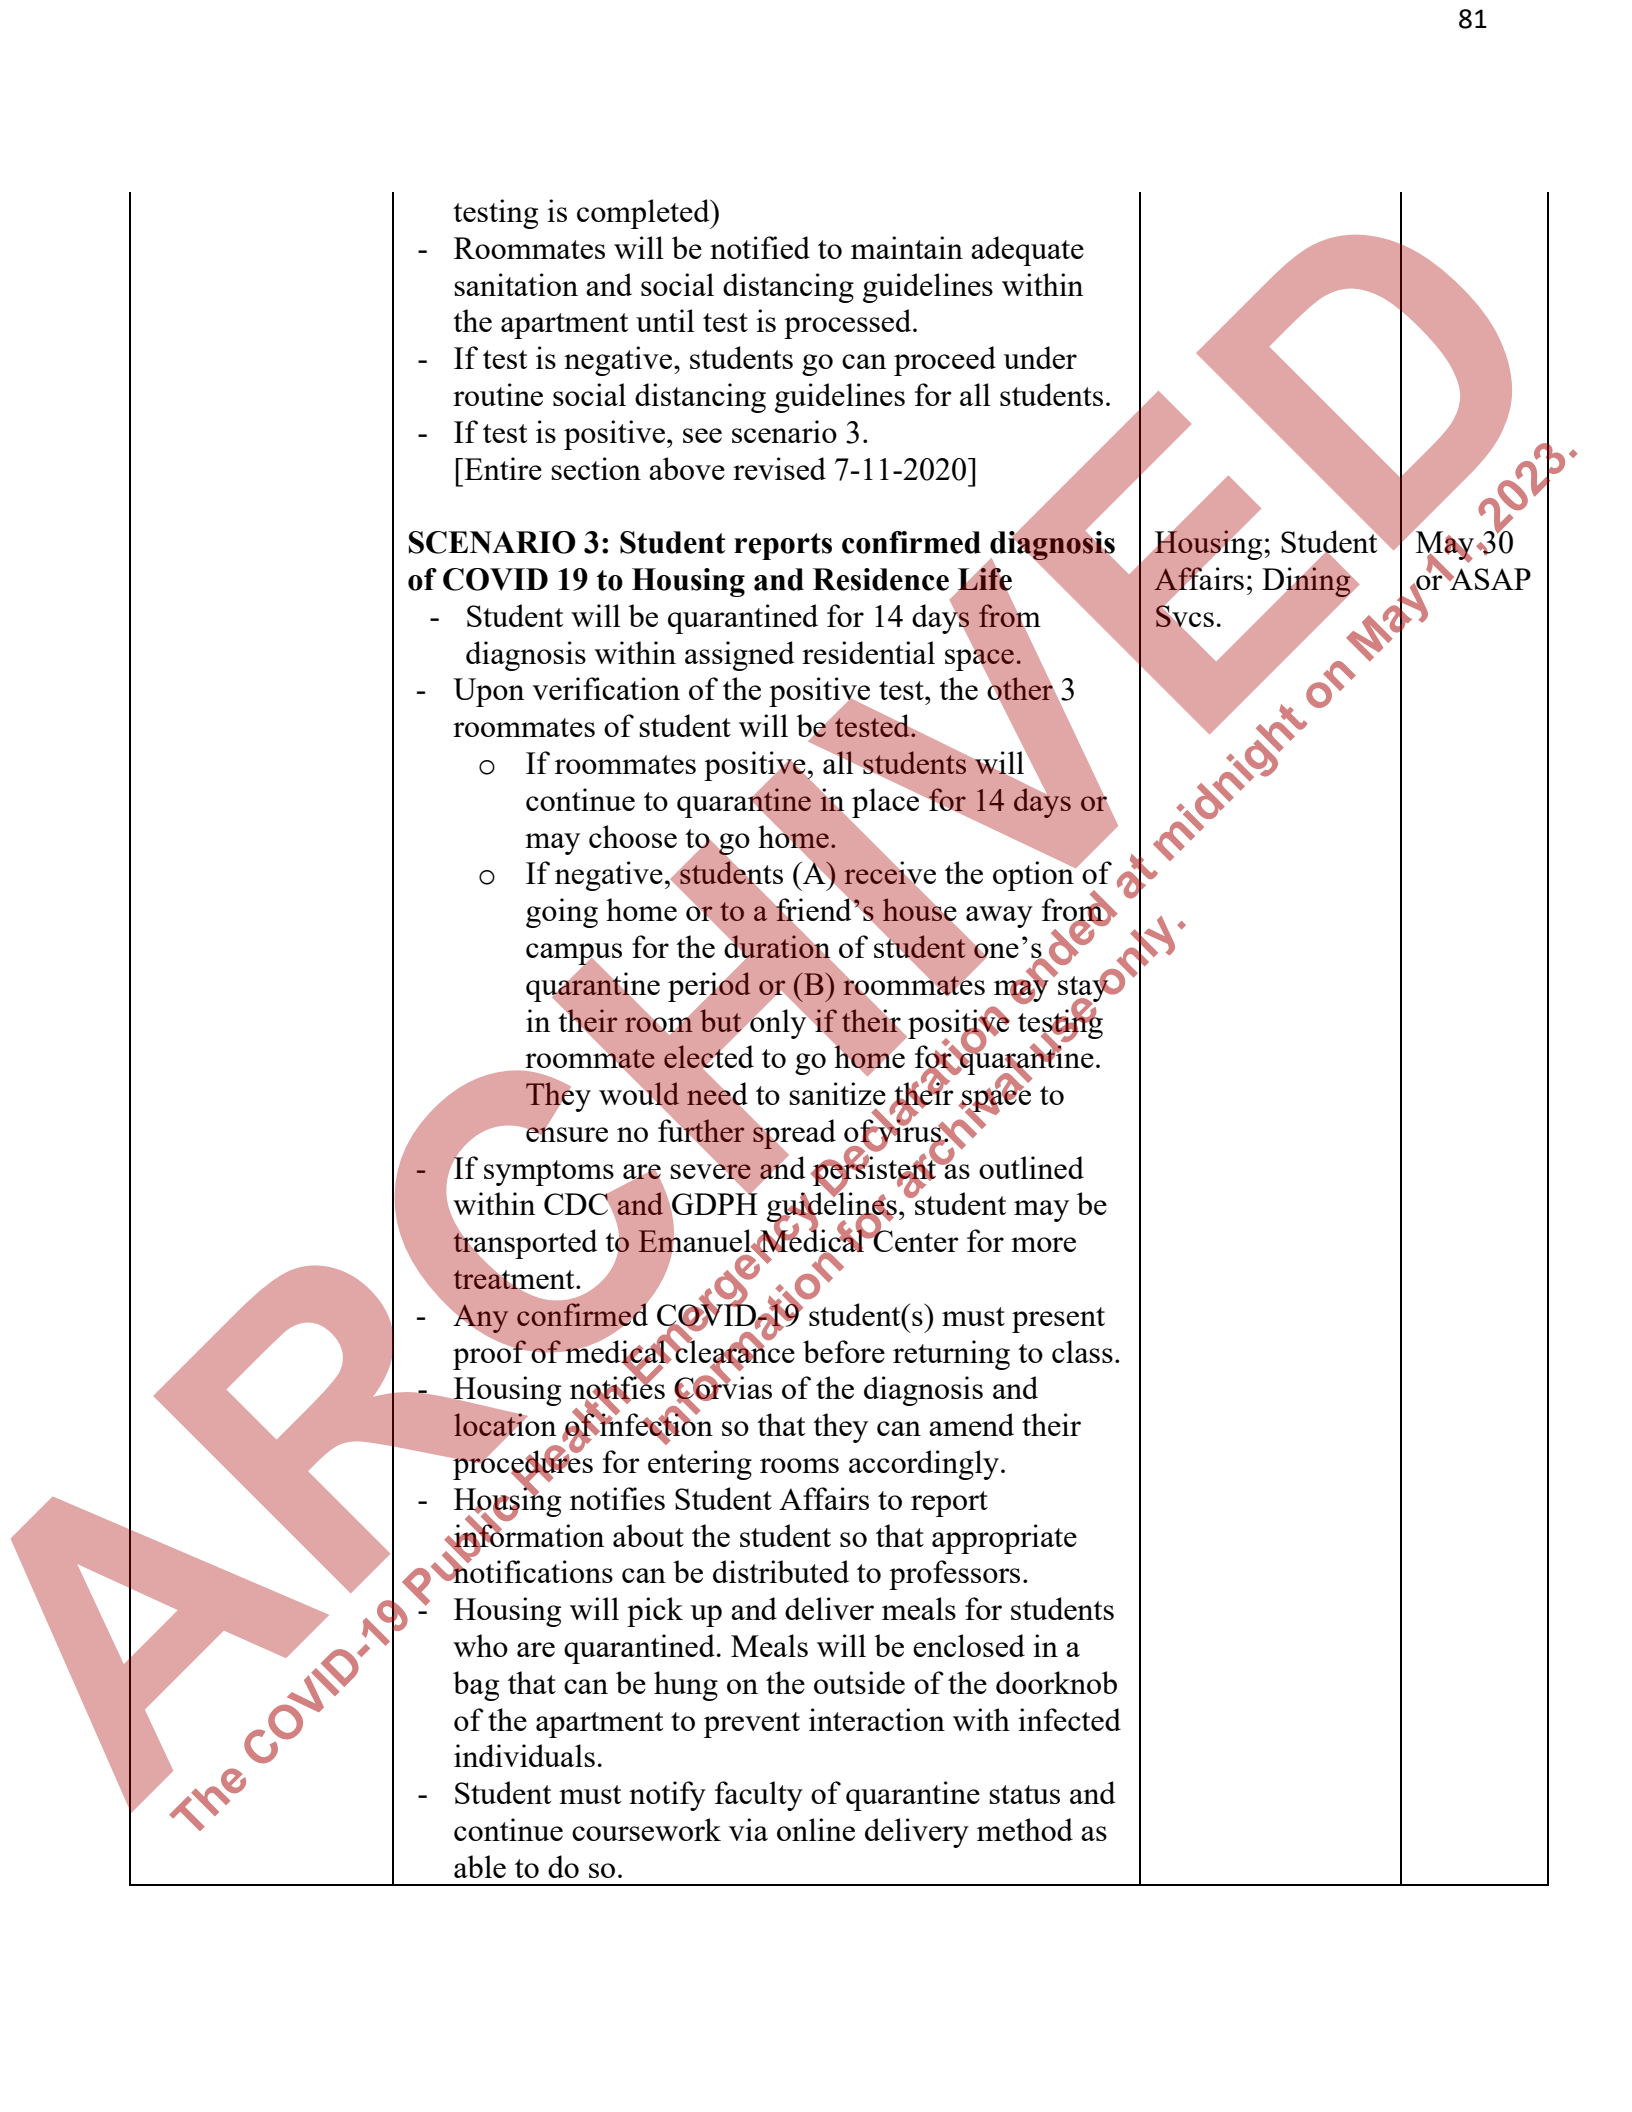 81
testing is completed)
- Roommates will be notified to maintain adequate
sanitation and social distancing guidelines within
the apartment until test is processed.
- If test is negative, students go can proceed under
routine social distancing guidelines for all students.
- If test is positive, see scenario 3.
[Entire section above revised 7-11-2020]
SCENARIO 3: Student reports confirmed diagnosis
of COVID 19 to Housing and Residence Life
- Student will be quarantined for 14 days from
diagnosis within assigned residential space.
- Upon verification of the positive test, the other 3
roommates of student will be tested.
o If roommates positive, all students will
continue to quarantine in place for 14 days or
may choose to go home.
o If negative, students (A) receive the option of
going home or to a friend’s house away from
campus for the duration of student one’s
quarantine period or (B) roommates may stay
in their room but only if their positive testing
roommate elected to go home for quarantine.
They would need to sanitize their space to
ensure no further spread of virus.
- If symptoms are severe and persistent as outlined
within CDC and GDPH guidelines, student may be
transported to Emanuel Medical Center for more
treatment.
- Any confirmed COVID-19 student(s) must present
proof of medical clearance before returning to class.
- Housing notifies Corvias of the diagnosis and
location of infection so that they can amend their
procedures for entering rooms accordingly.
- Housing notifies Student Affairs to report
information about the student so that appropriate
notifications can be distributed to professors.
- Housing will pick up and deliver meals for students
who are quarantined. Meals will be enclosed in a
bag that can be hung on the outside of the doorknob
of the apartment to prevent interaction with infected
individuals.
- Student must notify faculty of quarantine status and
continue coursework via online delivery method as
able to do so.
Housing; Student
Affairs; Dining
Svcs.
May 30
or ASAP
ARCHIVED
The COVID-19 Public Health Emergency Declaration ended at midnight on May 11, 2023.
Information for archival use only.